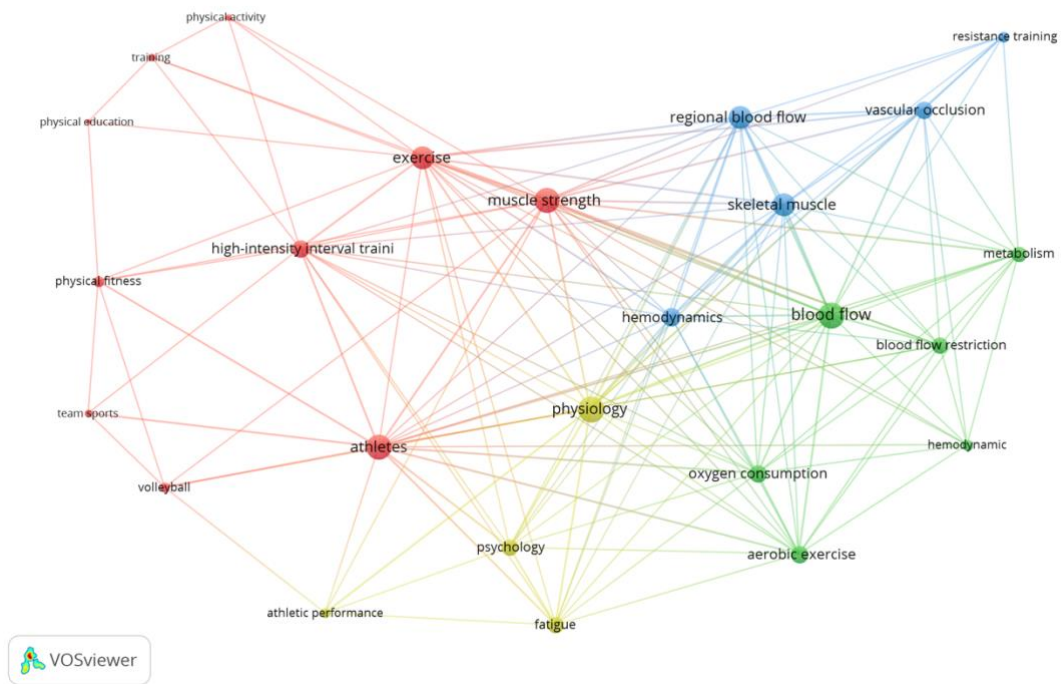 physical activity
resistance training
training
vascular occlusion
regional blood flow
physical education
exercise
muscle strength
skeletal muscle
high-intensity interval traini
metabolism
physical fitness
hemodynamics
blood flow
blood flow restriction
physiology
team sports
athletes
hemodynamic
oxygen consumption
volleyball
psychology
aerobic exercise
athletic performance
fatigue
VOSviewer